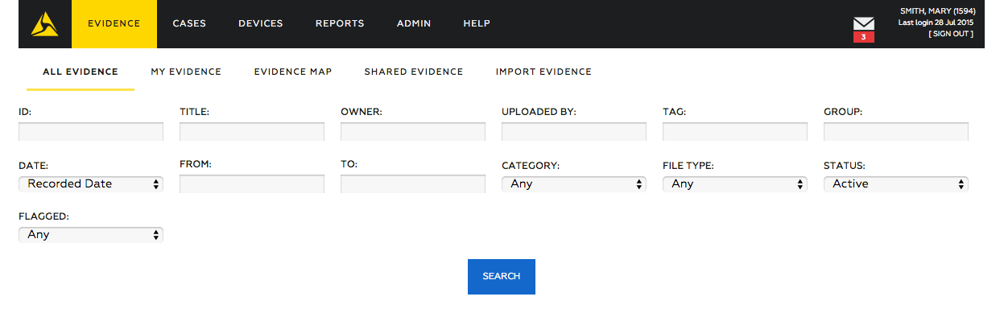 EVIDENCE CASES DEVICES REPORTS ADMIN HELP
3
SMITH, MARY (1594)
Last login 28 Jul 2015
[ SIGN OUT ]
ALL EVIDENCE MY EVIDENCE EVIDENCE MAP SHARED EVIDENCE IMPORT EVIDENCE
ID: TITLE: OWNER: UPLOADED BY: TAG: GROUP:
DATE: FROM: TO: CATEGORY: FILE TYPE: STATUS:
Recorded Date Any Any Active
FLAGGED:
Any
SEARCH